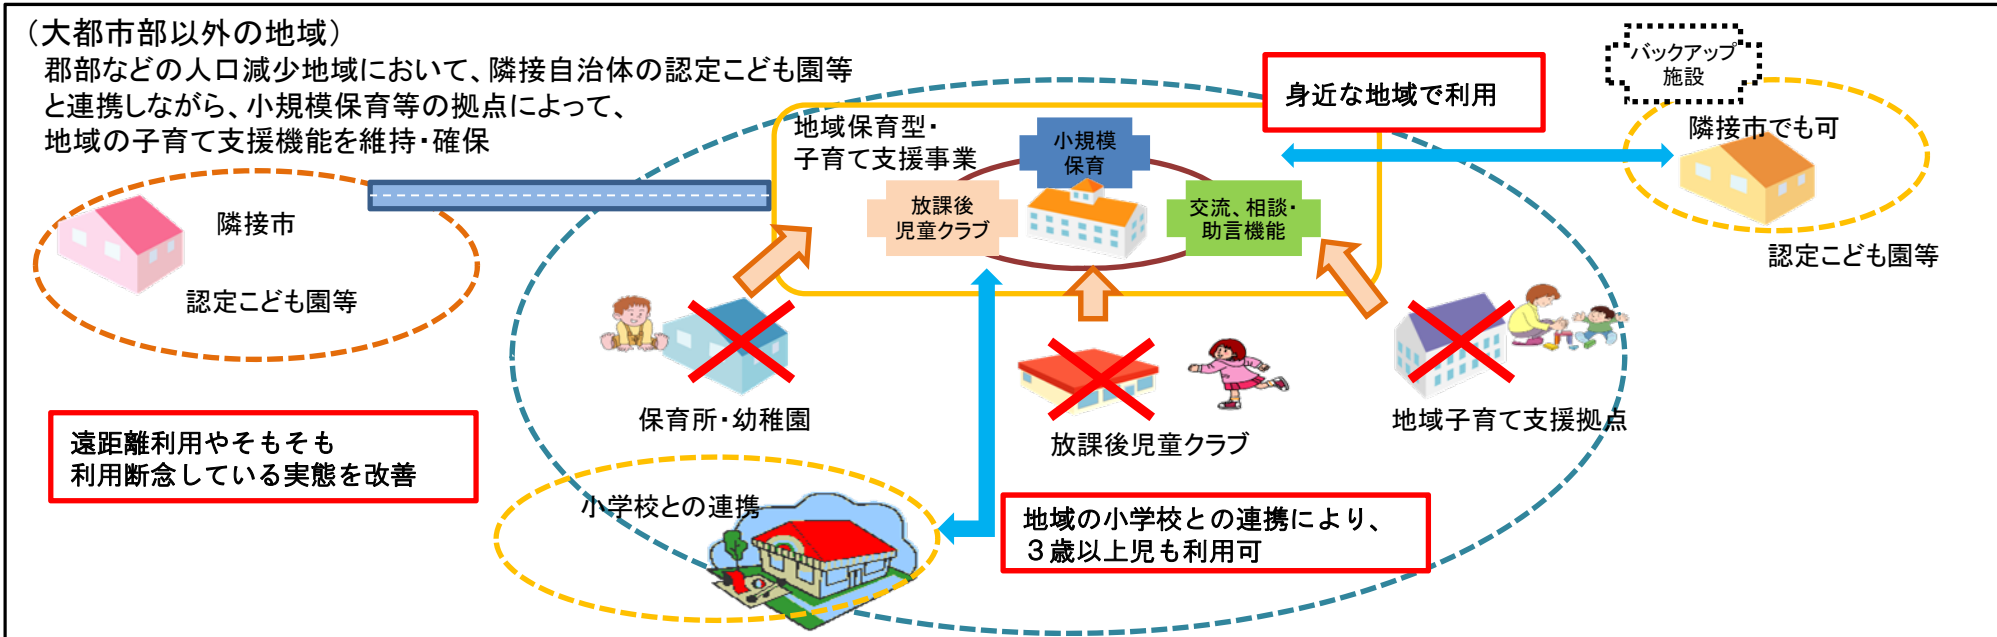 （大都市部以外の地域）
郡部などの人口減少地域において、隣接自治体の認定こども園等
と連携しながら、小規模保育等の拠点によって、
地域の子育て支援機能を維持・確保
身近な地域で利用
バックアップ
施設
隣接市でも可
認定こども園等
地域保育型・
子育て支援事業
小規模
保育
放課後
児童クラブ
交流、相談・
助言機能
隣接市
認定こども園等
保育所・幼稚園
放課後児童クラブ
地域子育て支援拠点
遠距離利用やそもそも
利用断念している実態を改善
小学校との連携
地域の小学校との連携により、
３歳以上児も利用可